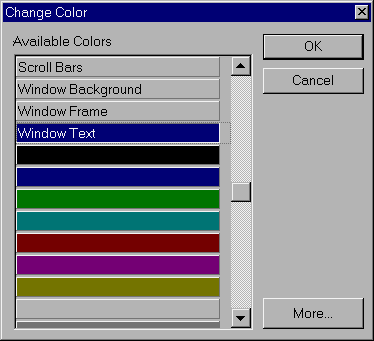 Change Color
Available Colors
OK
Scroll Bars
Cancel
Window Background
Window Frame
Window Text
More...